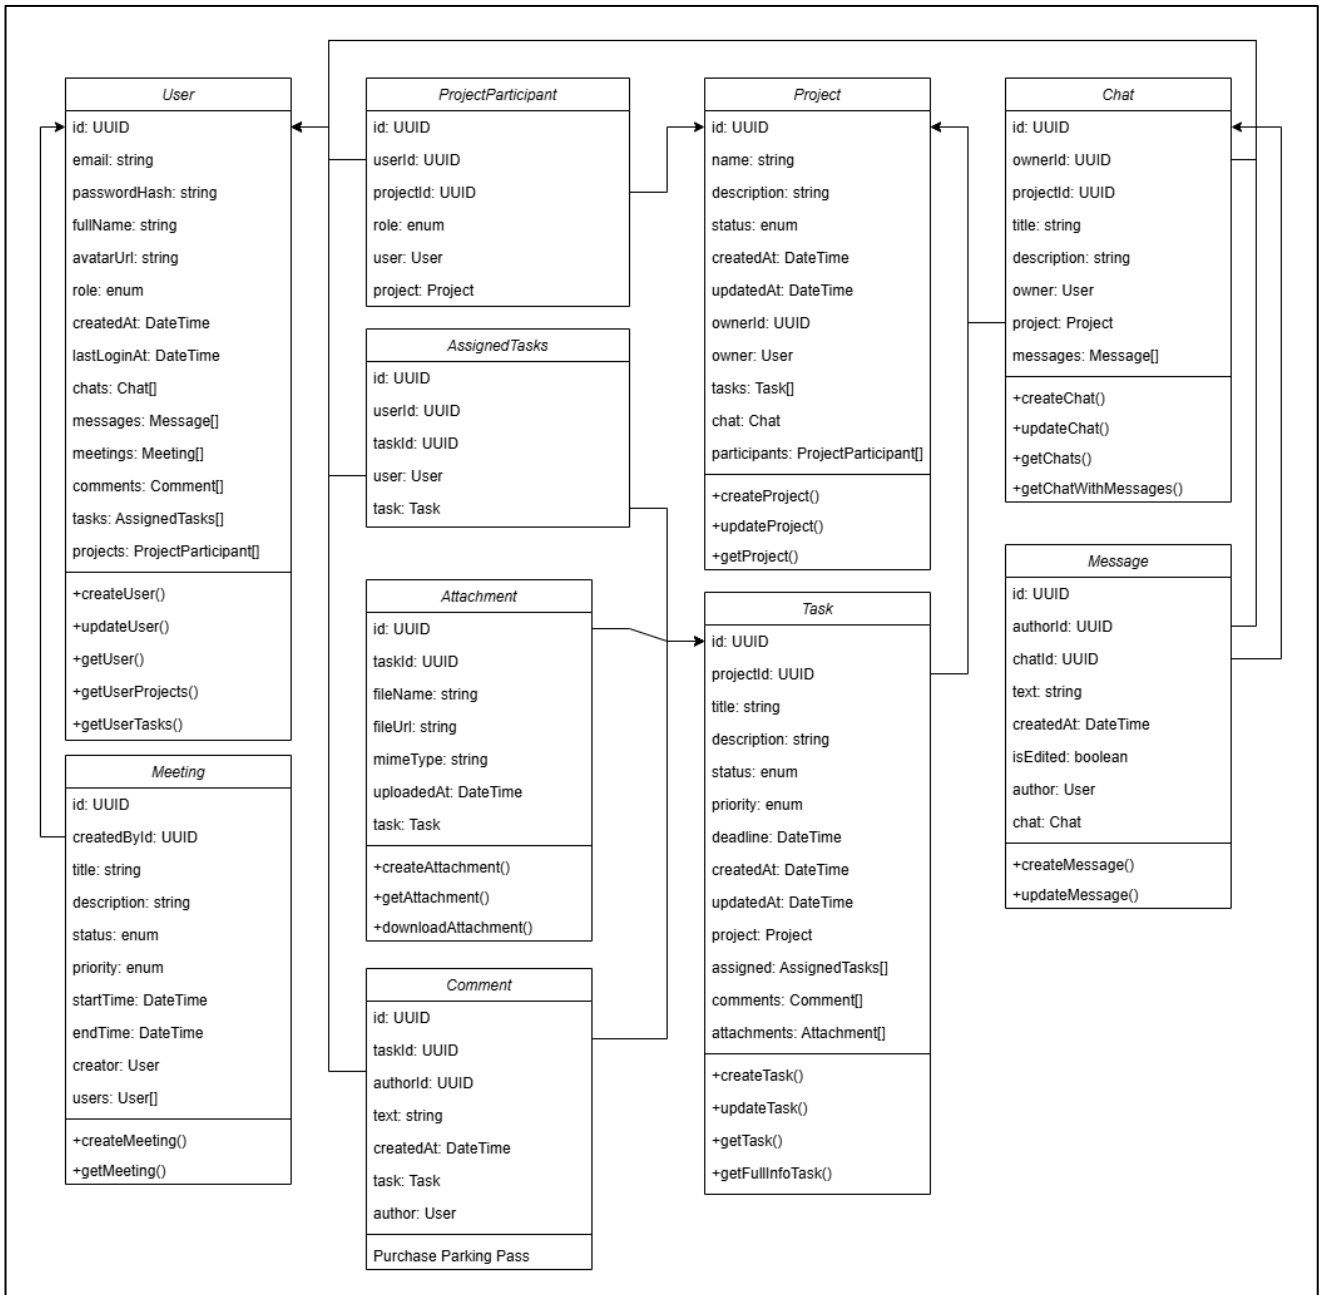 User
id: UUID
email: string
passwordHash: string
fullName: string
avatarUrl: string
role: enum
createdAt: DateTime
lastLoginAt: DateTime
chats: Chat[]
messages: Message[]
meetings: Meeting[]
comments: Comment[]
tasks: AssignedTasks[]
projects: ProjectParticipant[]
+createUser()
+updateUser()
+getUser()
+getUserProjects()
+getUserTasks()
Meeting
id: UUID
createdById: UUID
title: string
description: string
status: enum
priority: enum
startTime: DateTime
endTime: DateTime
creator: User
users: User[]
+createMeeting()
+getMeeting()
ProjectParticipant
id: UUID
userId: UUID
projectId: UUID
role: enum
user: User
project: Project
AssignedTasks
id: UUID
userId: UUID
taskId: UUID
user: User
task: Task
Attachment
id: UUID
taskId: UUID
fileName: string
fileUrl: string
mimeType: string
uploadedAt: DateTime
task: Task
+createAttachment()
+getAttachment()
+downloadAttachment()
Comment
id: UUID
taskId: UUID
authorId: UUID
text: string
createdAt: DateTime
task: Task
author: User
Purchase Parking Pass
Project
id: UUID
name: string
description: string
status: enum
createdAt: DateTime
updatedAt: DateTime
ownerId: UUID
owner: User
tasks: Task[]
chat: Chat
participants: ProjectParticipant[]
+createProject()
+updateProject()
+getProject()
Task
id: UUID
projectId: UUID
title: string
description: string
status: enum
priority: enum
deadline: DateTime
createdAt: DateTime
updatedAt: DateTime
project: Project
assigned: AssignedTasks[]
comments: Comment[]
attachments: Attachment[]
+createTask()
+updateTask()
+getTask()
+getFullInfoTask()
Chat
id: UUID
ownerId: UUID
projectId: UUID
title: string
description: string
owner: User
project: Project
messages: Message[]
+createChat()
+updateChat()
+getChats()
+getChatWithMessages()
Message
id: UUID
authorId: UUID
chatId: UUID
text: string
createdAt: DateTime
isEdited: boolean
author: User
chat: Chat
+createMessage()
+updateMessage()